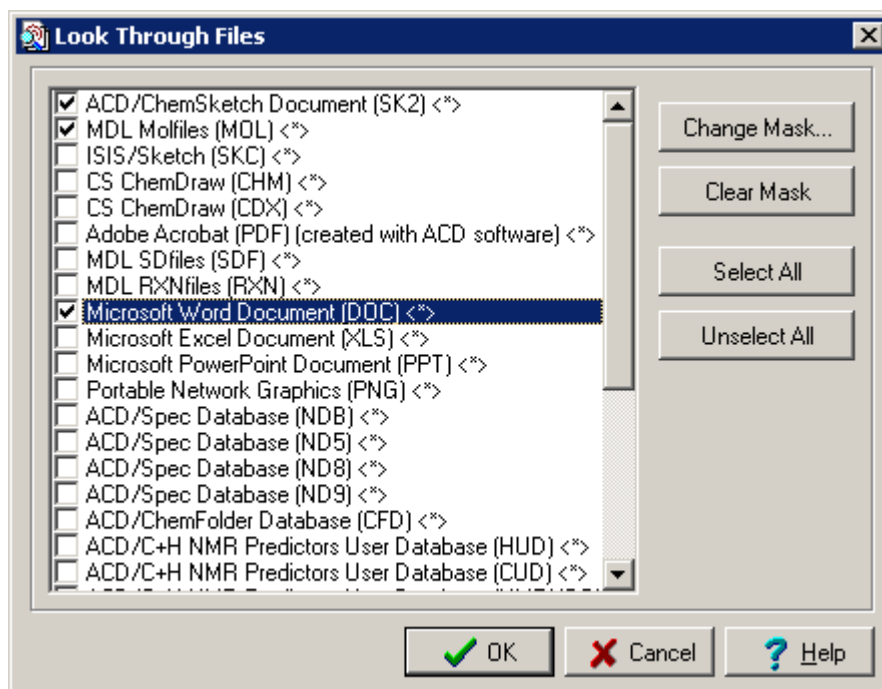 Look Through Files
ACD/ChemSketch Document (SK2) <*>
MDL Molfiles (MOL) <*>
ISIS/Sketch (SKC) <*>
CS ChemDraw (CHM) <*>
CS ChemDraw (CDX) <*>
Adobe Acrobat (PDF) (created with ACD software) <*>
MDL SDfiles (SDF) <*>
MDL RXNfiles (RXN) <*>
Microsoft Word Document (DOC) <*>
Microsoft Excel Document (XLS) <*>
Microsoft PowerPoint Document (PPT) <*>
Portable Network Graphics (PNG) <*>
ACD/Spec Database (NDB) <*>
ACD/Spec Database (ND5) <*>
ACD/Spec Database (ND8) <*>
ACD/Spec Database (ND9) <*>
ACD/ChemFolder Database (CFD) <*>
ACD/C+H NMR Predictors User Database (HUD) <*>
ACD/C+H NMR Predictors User Database (CUD) <*>
Change Mask...
Clear Mask
Select All
Unselect All
OK
Cancel
Help